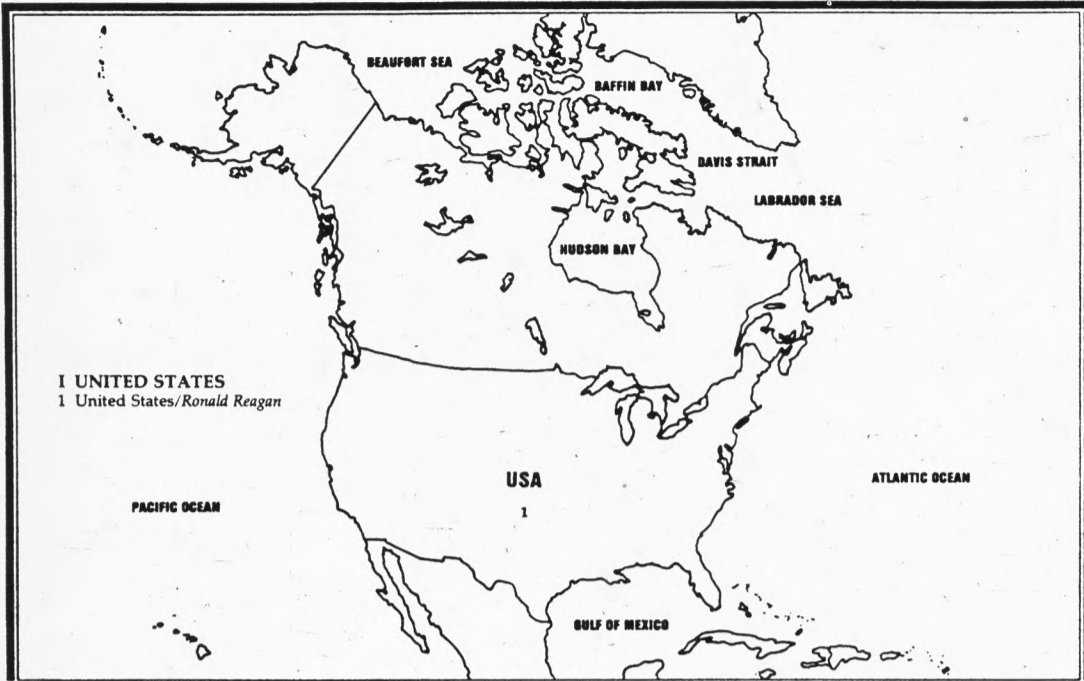 BEAUFORT SEA
BAFFIN BAY
DAVIS STRAIT
LABRADOR SEA
HUDSON BAY
I UNITED STATES
1 United States/Ronald Reagan
USA
1
ATLANTIC OCEAN
PACIFIC OCEAN
GULF OF MEXICO